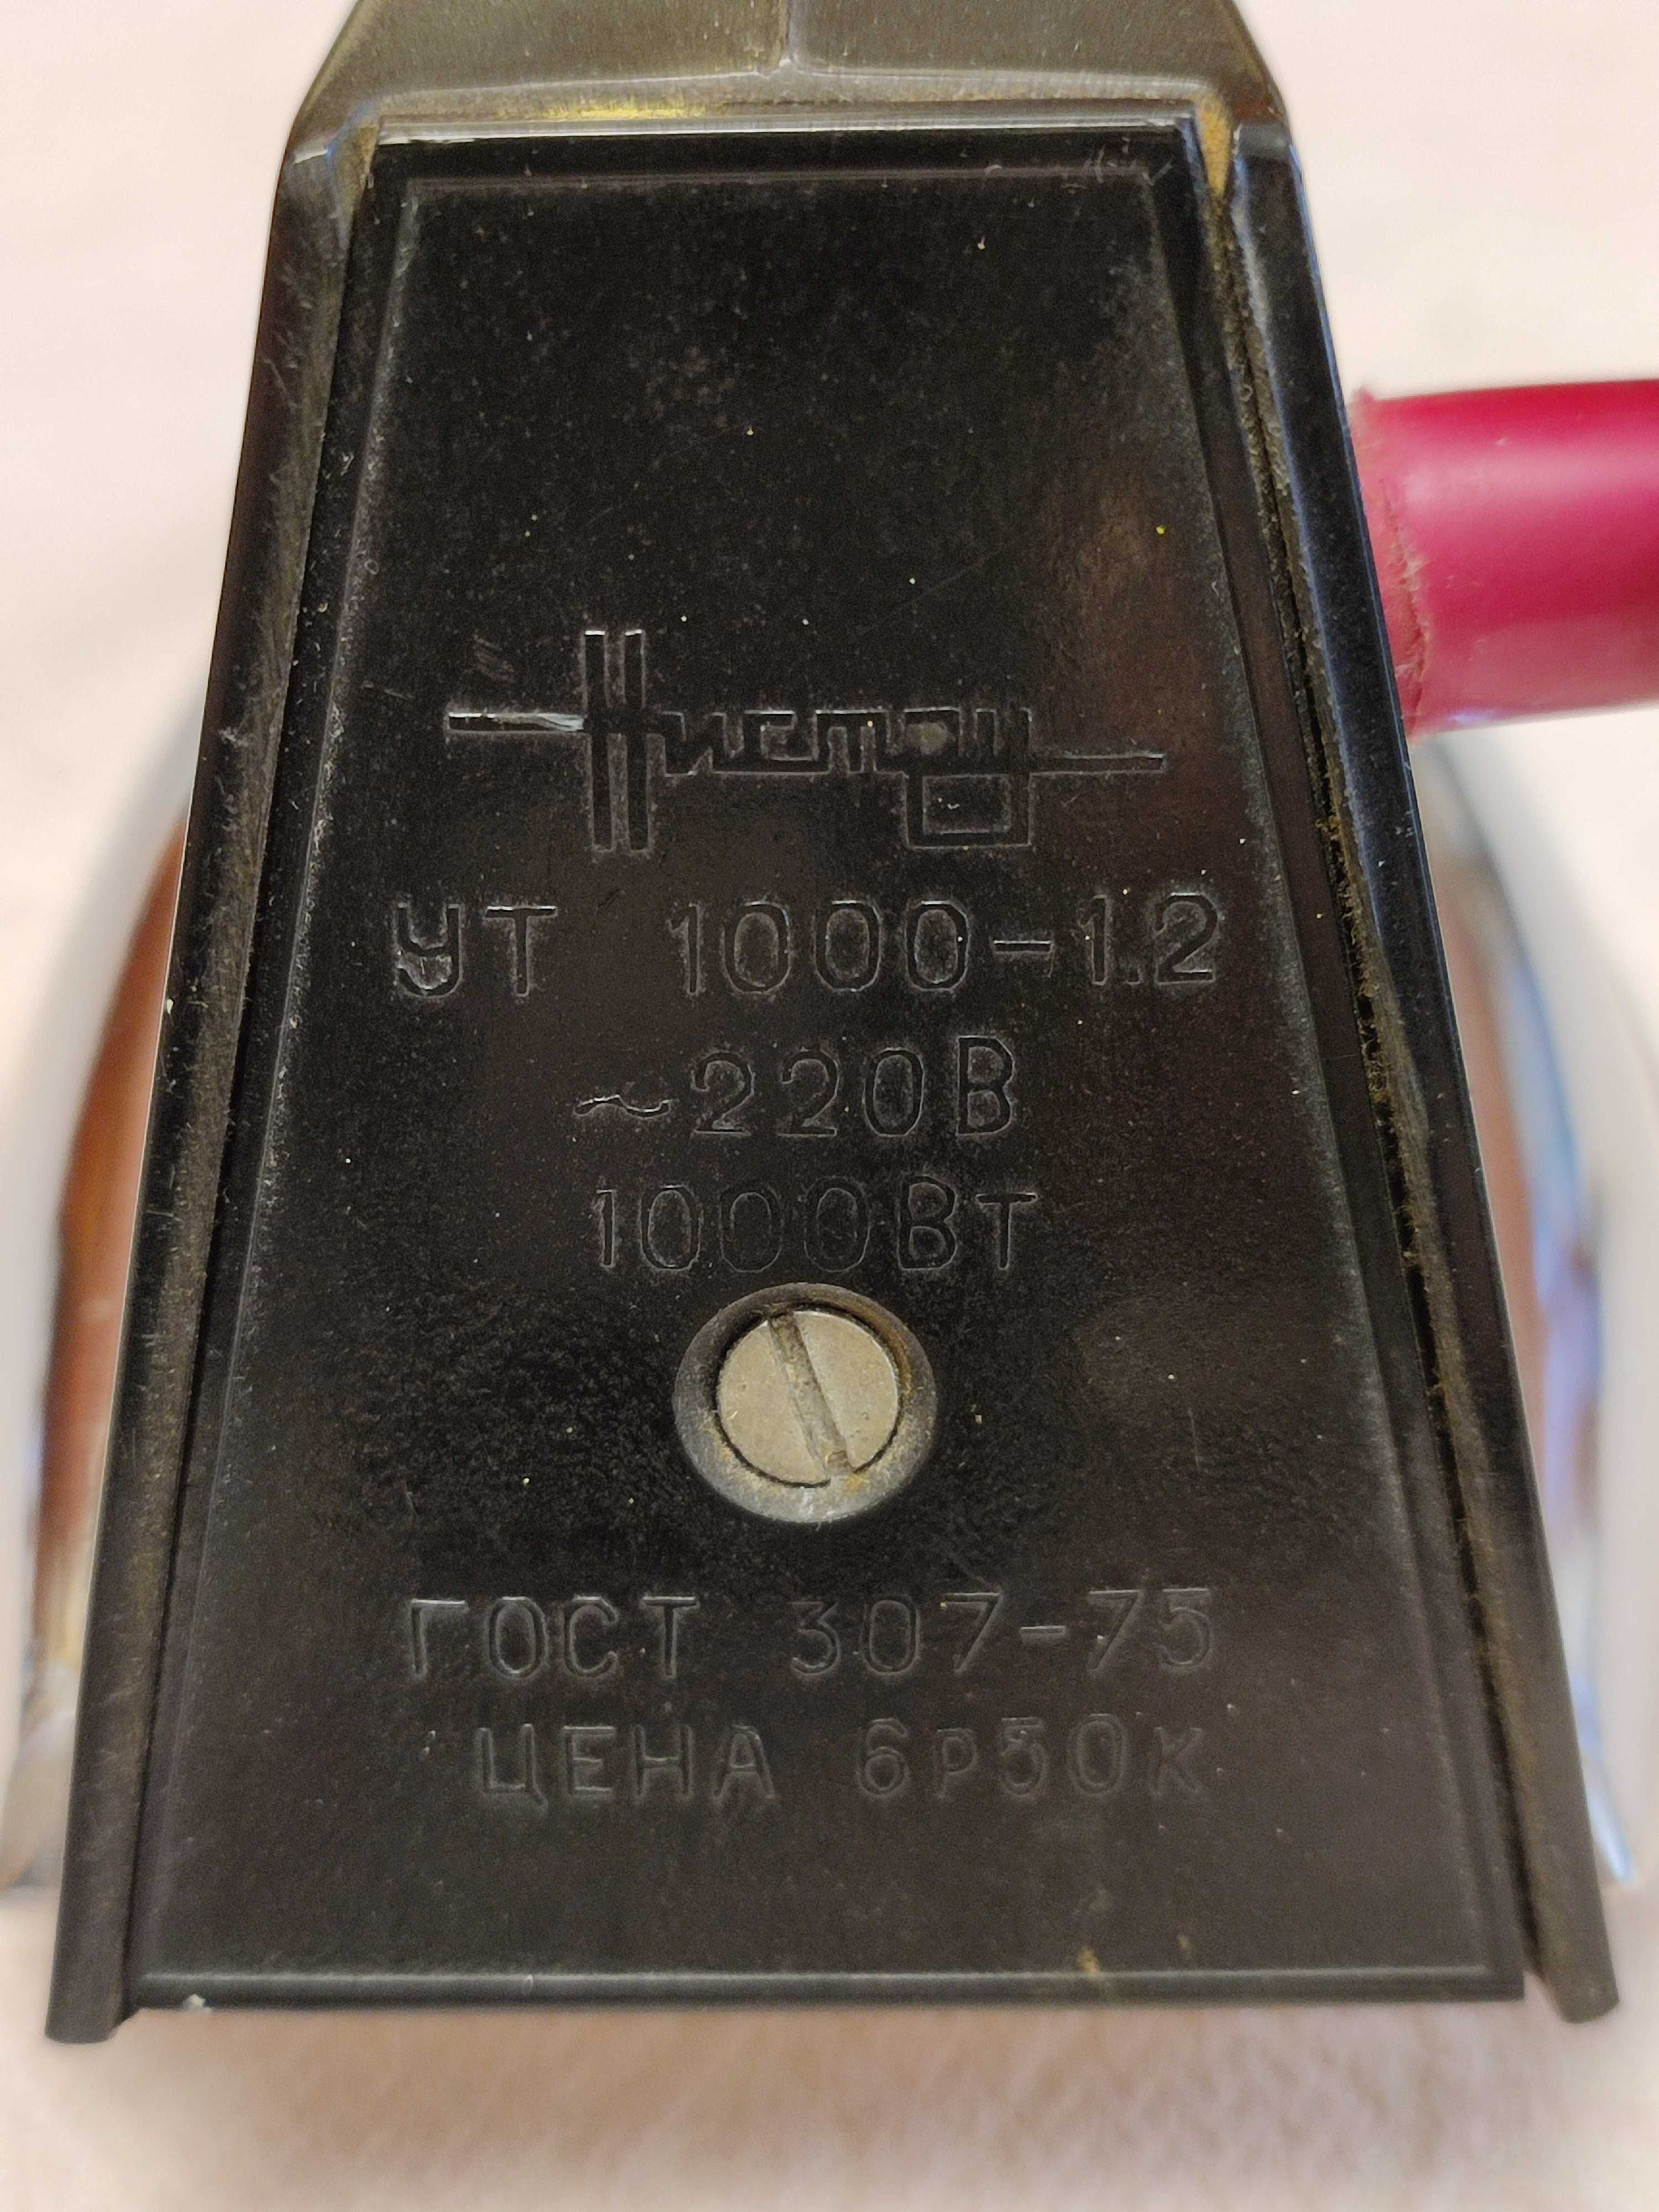 УТ 1000-1.2
~220В
1000ВТ
ГОСТ 307-75
ЦЕНА 6р50к